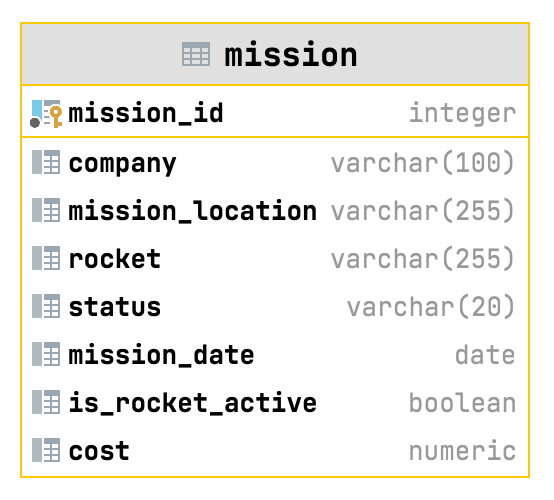 mission
mission_id integer
company varchar(100)
mission_location varchar(255)
rocket varchar(255)
status varchar(20)
mission_date date
is_rocket_active boolean
cost numeric